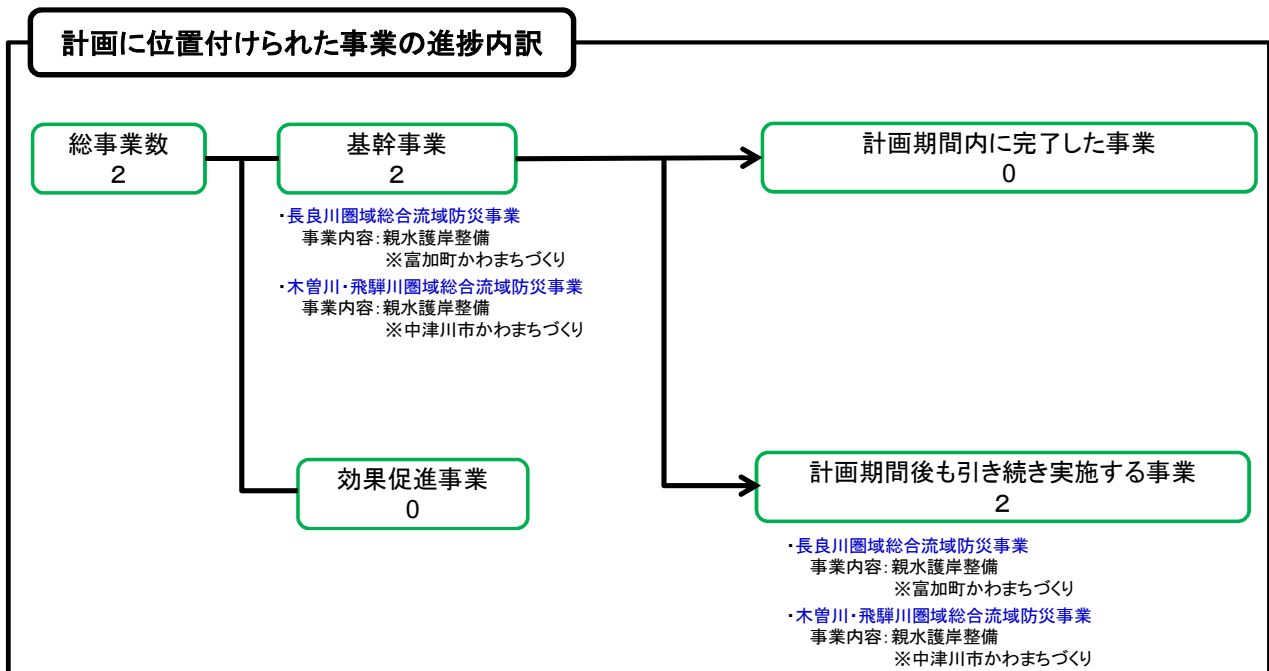 計画に位置付けられた事業の進捗内訳
総事業数
2
基幹事業
2
・長良川圏域総合流域防災事業
事業内容：親水護岸整備
※富加町かわまちづくり
・木曽川・飛騨川圏域総合流域防災事業
事業内容：親水護岸整備
※中津川市かわまちづくり
効果促進事業
0
計画期間内に完了した事業
0
計画期間後も引き続き実施する事業
2
・長良川圏域総合流域防災事業
事業内容：親水護岸整備
※富加町かわまちづくり
・木曽川・飛騨川圏域総合流域防災事業
事業内容：親水護岸整備
※中津川市かわまちづくり